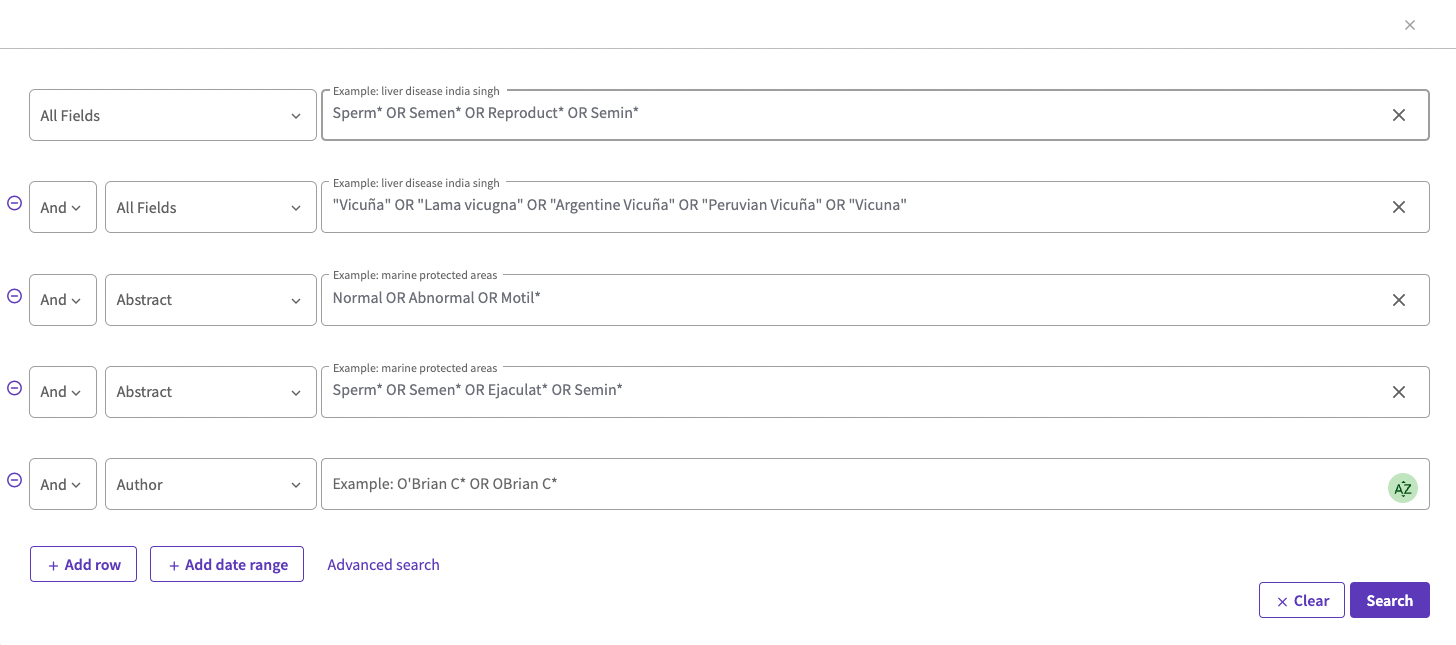 Example: liver disease india singh
All Fields
Sperm* OR Semen* OR Reproduct* OR Semin*
Example: liver disease india singh
And
All Fields
"Vicuña" OR "Lama vicugna" OR "Argentine Vicuña" OR "Peruvian Vicuña" OR "Vicuna"
Example: marine protected areas
And
Abstract
Normal OR Abnormal OR Motil*
Example: marine protected areas
And
Abstract
Sperm* OR Semen* OR Ejaculat* OR Semin*
And
Author
Example: O'Brian C* OR OBrian C*
AZ
+ Add row
+ Add date range
Advanced search
× Clear
Search